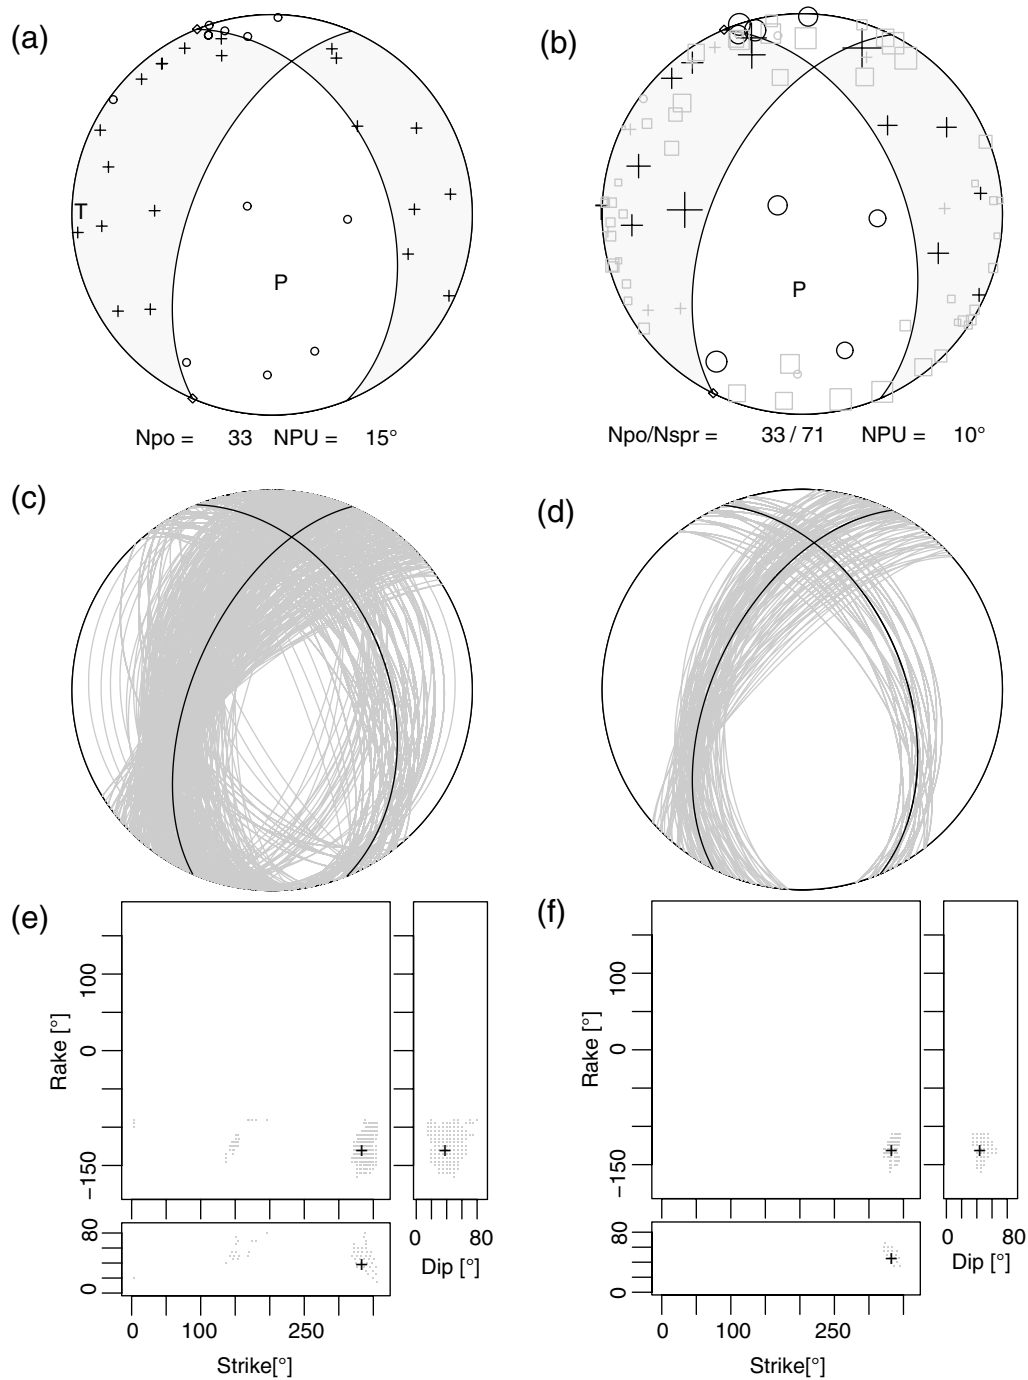 (a)
(b)
T
P
P
Npo = 33 NPU = 15°
Npo/Nspr = 33 / 71 NPU = 10°
(c)
(d)
(e)
(f)
Rake [°]
100
0
−150
Rake [°]
100
0
−150
80
0
0 80
Dip [°]
80
0
0 80
Dip [°]
0 100 250
Strike[°]
0 100 250
Strike[°]